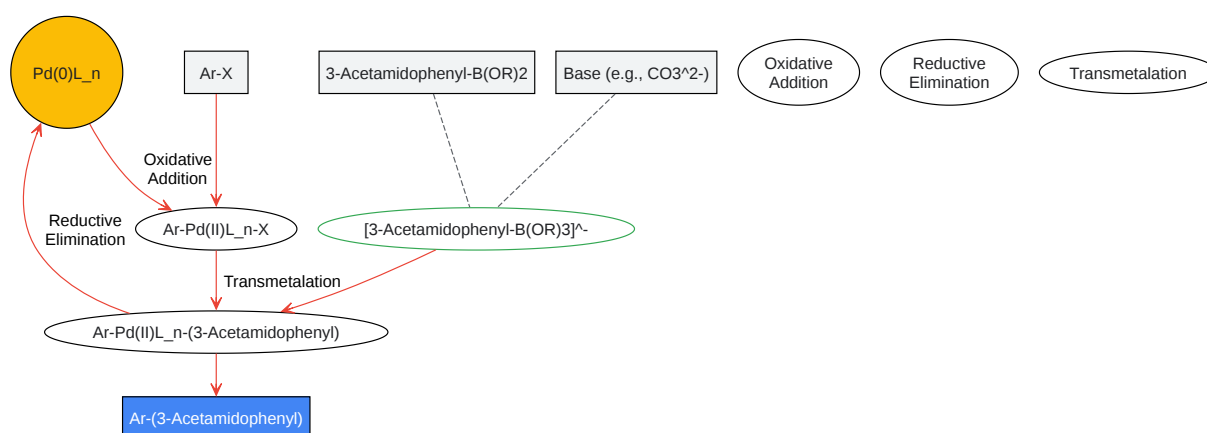 Pd(0)L_n
Ar-X
3-Acetamidophenyl-B(OR)2
Base (e.g., CO3^2-)
Oxidative
Addition
Reductive
Elimination
Transmetalation
Oxidative
Addition
Reductive
Elimination
Ar-Pd(II)L_n-X
[3-Acetamidophenyl-B(OR)3]^-
Transmetalation
Ar-Pd(II)L_n-(3-Acetamidophenyl)
Ar-(3-Acetamidophenyl)